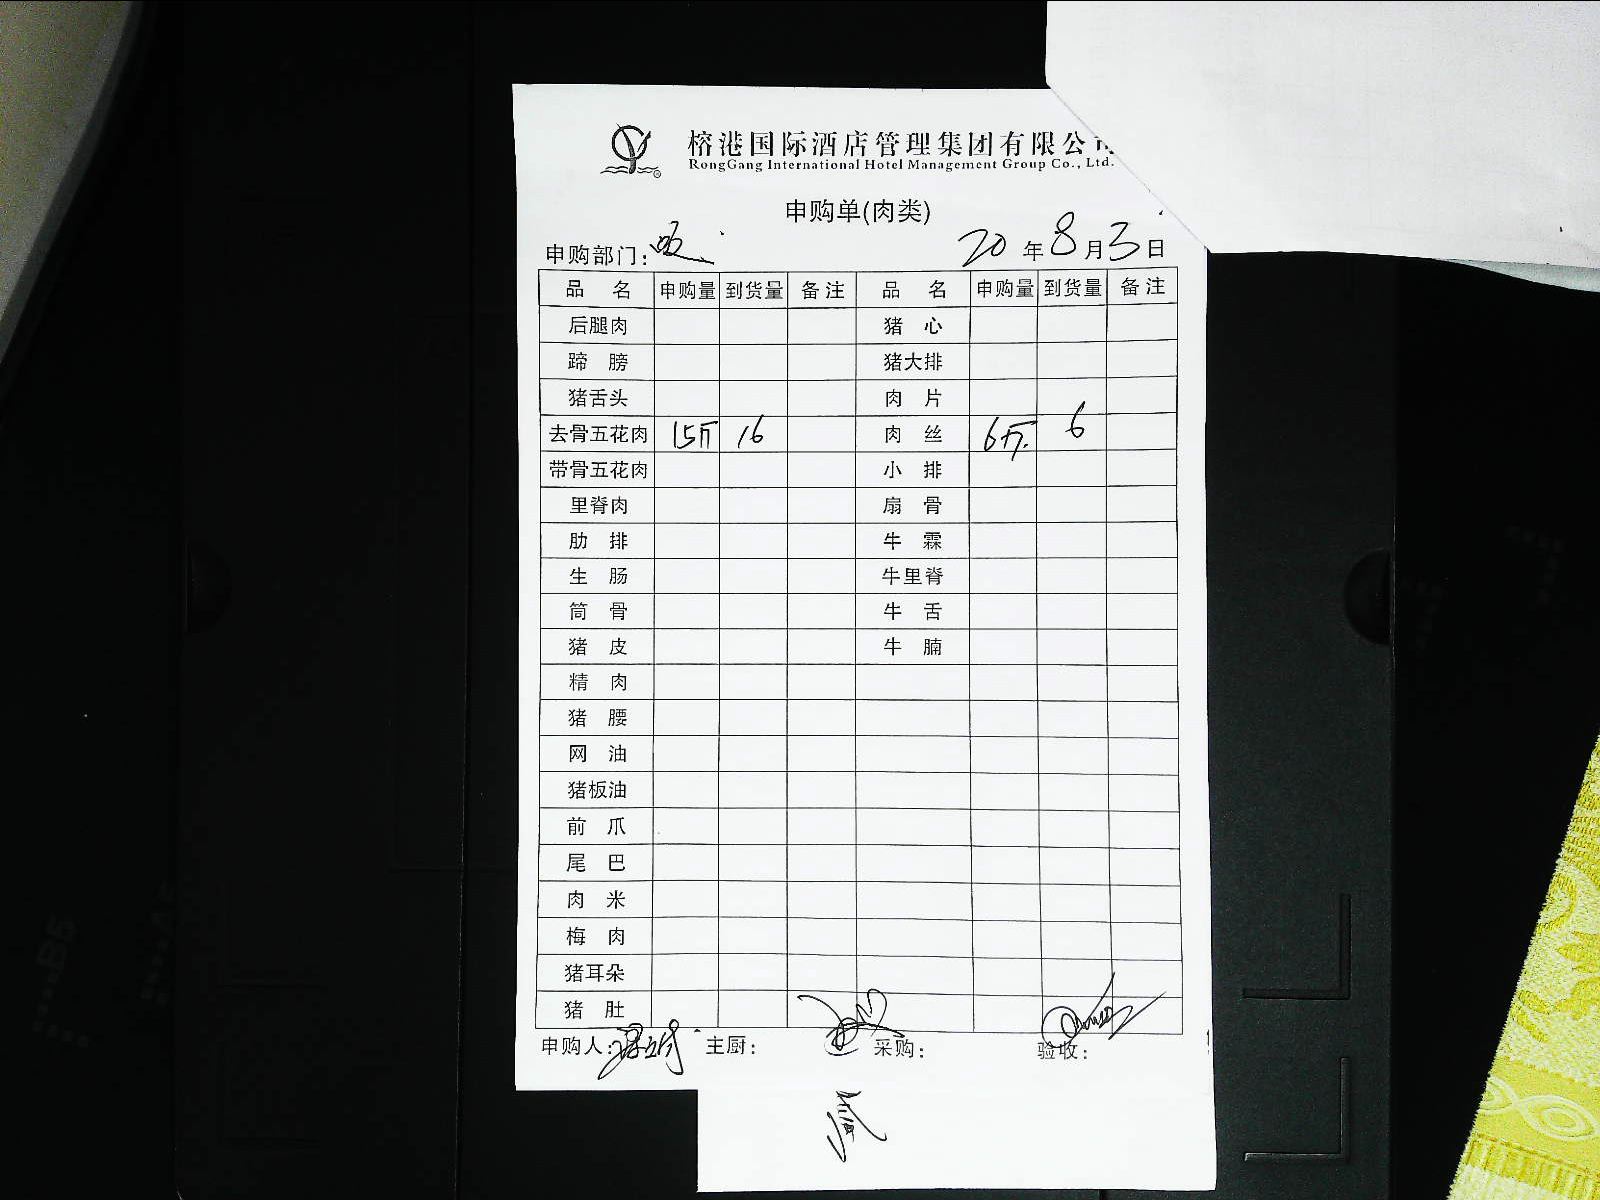 榕港国际酒店管理集团有限公司
RongGang International Hotel Management Group Co., Ltd.
申购单(肉类)
申购部门: 20 年 8 月 3 日
品 名 申购量 到货量 备注 品 名 申购量 到货量 备注
后腿肉 猪 心
蹄 膀 猪大排
猪舌头 肉 片
去骨五花肉 15斤 16 肉 丝 6斤. 6
带骨五花肉 小 排
里脊肉 扇 骨
肋 排 牛 霖
生 肠 牛里脊
筒 骨 牛 舌
猪 皮 牛 腩
精 肉
猪 腰
网 油
猪板油
前 爪
尾 巴
肉 米
梅 肉
猪耳朵
猪 肚
申购人: 主厨: 采购: 验收: